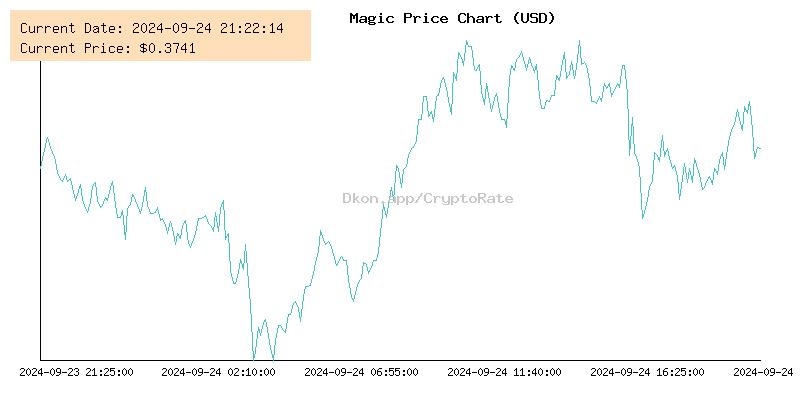 Magic Price Chart (USD)
Current Date: 2024-09-24 21:22:14
Current Price: $0.3741
Dkon.app/CryptoRate
2024-09-23 21:25:00 2024-09-24 02:10:00 2024-09-24 06:55:00 2024-09-24 11:40:00 2024-09-24 16:25:00 2024-09-24